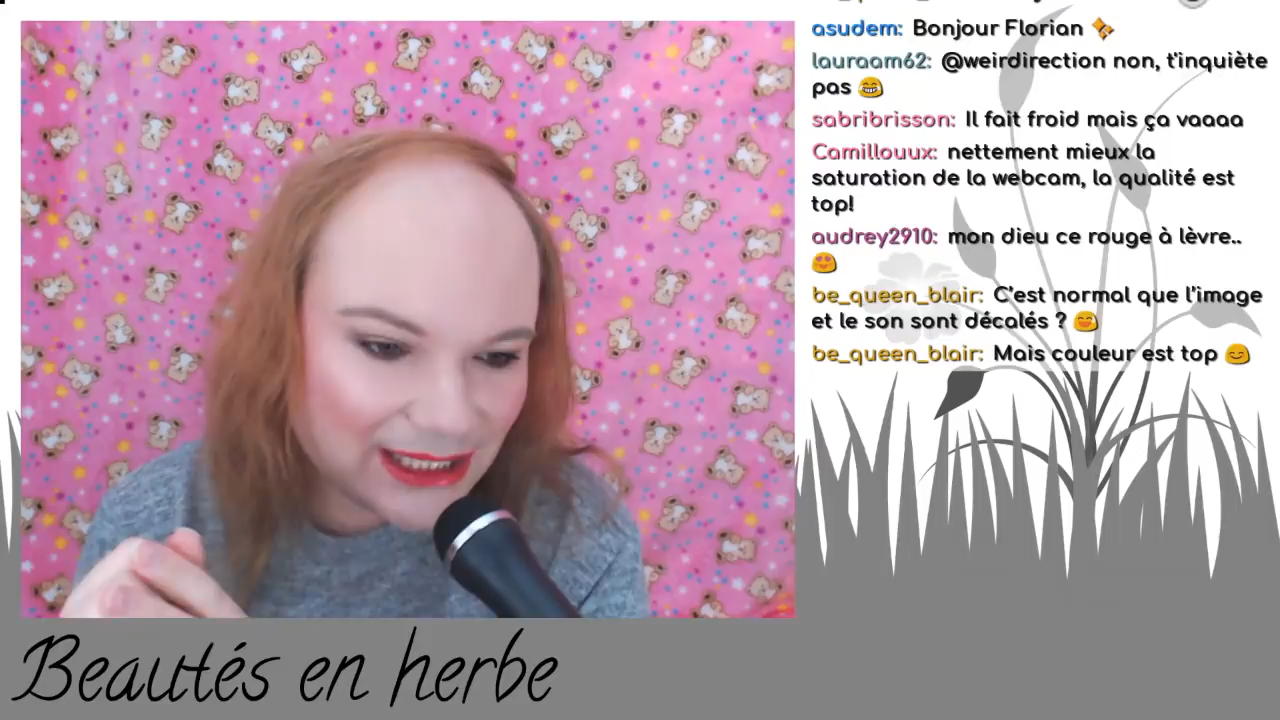 asudem: Bonjour Florian
lauraam62: @weirdirection non, t'inquiète
pas
sabribrisson: Il fait froid mais ça vaaaa
Camillouux: nettement mieux la
saturation de la webcam, la qualité est
top!
audrey2910: mon dieu ce rouge à lèvre..
be_queen_blair: C'est normal que l'image
et le son sont décalés ?
be_queen_blair: Mais couleur est top
Beautés en herbe